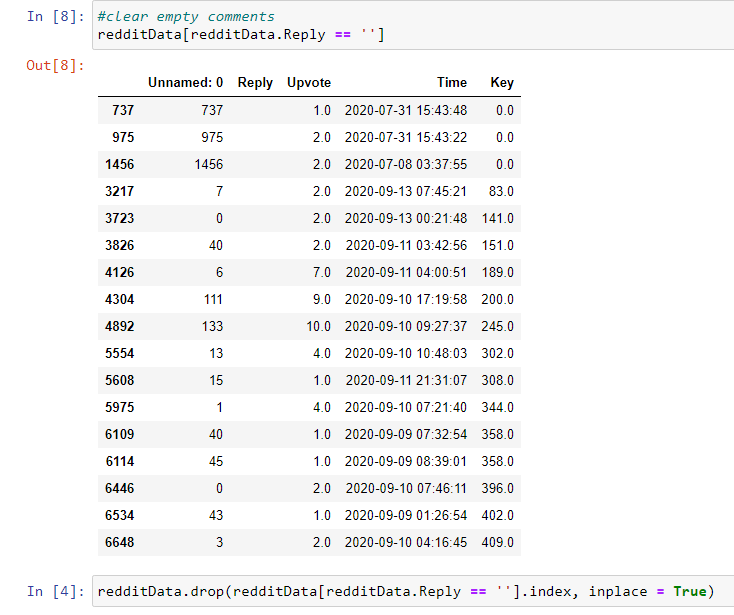 In [8]: #clear empty comments
redditData[redditData.Reply == '']
Out[8]:
Unnamed: 0 Reply Upvote Time Key
737 737 1.0 2020-07-31 15:43:48 0.0
975 975 2.0 2020-07-31 15:43:22 0.0
1456 1456 2.0 2020-07-08 03:37:55 0.0
3217 7 2.0 2020-09-13 07:45:21 83.0
3723 0 2.0 2020-09-13 00:21:48 141.0
3826 40 2.0 2020-09-11 03:42:56 151.0
4126 6 7.0 2020-09-11 04:00:51 189.0
4304 111 9.0 2020-09-10 17:19:58 200.0
4892 133 10.0 2020-09-10 09:27:37 245.0
5554 13 4.0 2020-09-10 10:48:03 302.0
5608 15 1.0 2020-09-11 21:31:07 308.0
5975 1 4.0 2020-09-10 07:21:40 344.0
6109 40 1.0 2020-09-09 07:32:54 358.0
6114 45 1.0 2020-09-09 08:39:01 358.0
6446 0 2.0 2020-09-10 07:46:11 396.0
6534 43 1.0 2020-09-09 01:26:54 402.0
6648 3 2.0 2020-09-10 04:16:45 409.0
In [4]: redditData.drop(redditData[redditData.Reply == ''].index, inplace = True)